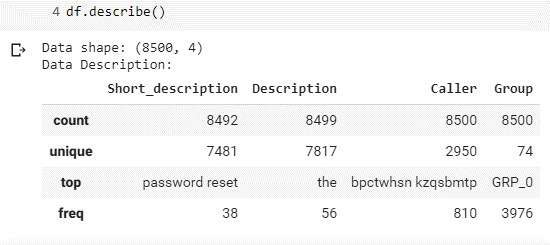 4 df.describe()
Data shape: (8500, 4)
Data Description:
Short_description Description Caller Group
count 8492 8499 8500 8500
unique 7481 7817 2950 74
top password reset the bpctwhsn kzqsbmtp GRP_0
freq 38 56 810 3976